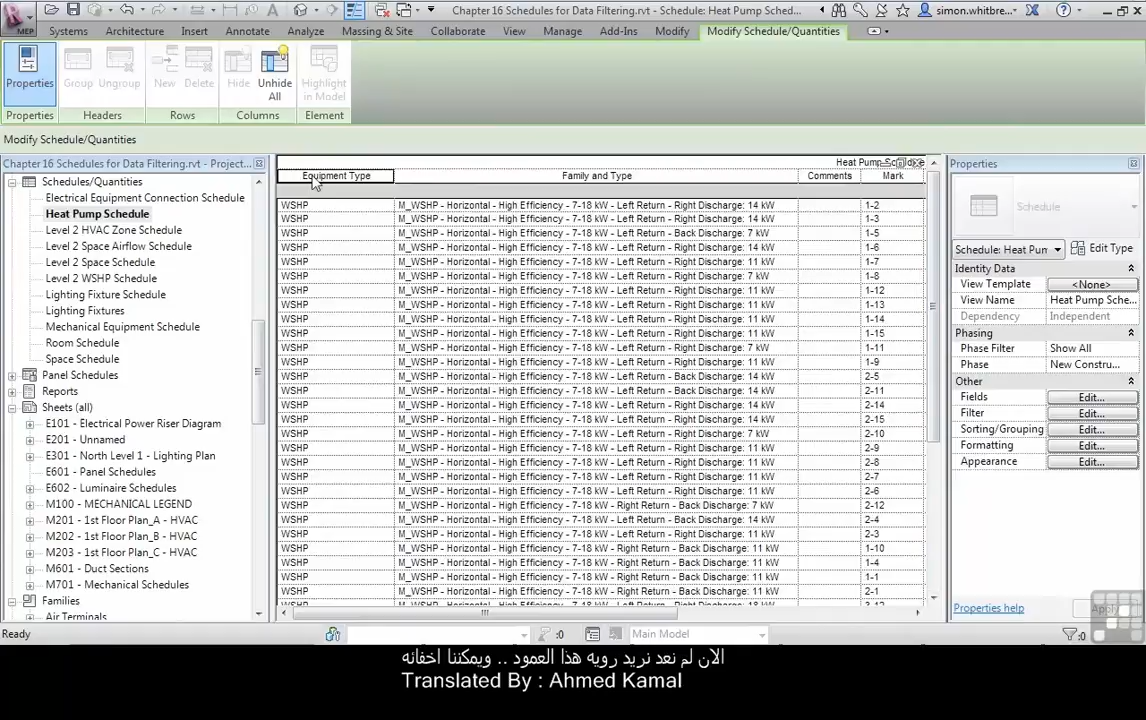 Chapter 16 Schedules for Data Filtering.rvt - Schedule: Heat Pump Sched...
simon.whitbre...
MEP
Systems Architecture Insert Annotate Analyze Massing & Site Collaborate View Manage Add-Ins Modify Modify Schedule/Quantities
Properties Group Ungroup New Delete Hide Unhide All Highlight in Model
Properties Headers Rows Columns Element
Modify Schedule/Quantities
Chapter 16 Schedules for Data Filtering.rvt - Project...
Schedules/Quantities
Electrical Equipment Connection Schedule
Heat Pump Schedule
Level 2 HVAC Zone Schedule
Level 2 Space Airflow Schedule
Level 2 Space Schedule
Level 2 WSHP Schedule
Lighting Fixture Schedule
Lighting Fixtures
Mechanical Equipment Schedule
Room Schedule
Space Schedule
Panel Schedules
Reports
Sheets (all)
E101 - Electrical Power Riser Diagram
E201 - Unnamed
E301 - North Level 1 - Lighting Plan
E601 - Panel Schedules
E602 - Luminaire Schedules
M100 - MECHANICAL LEGEND
M201 - 1st Floor Plan_A - HVAC
M202 - 1st Floor Plan_B - HVAC
M203 - 1st Floor Plan_C - HVAC
M601 - Duct Sections
M701 - Mechanical Schedules
Families
Air Terminals
Heat Pump
Equipment Type Family and Type Comments Mark
WSHP M_WSHP - Horizontal - High Efficiency - 7-18 kW - Left Return - Right Discharge: 14 kW 1-2
WSHP M_WSHP - Horizontal - High Efficiency - 7-18 kW - Left Return - Right Discharge: 14 kW 1-3
WSHP M_WSHP - Horizontal - High Efficiency - 7-18 kW - Left Return - Back Discharge: 7 kW 1-5
WSHP M_WSHP - Horizontal - High Efficiency - 7-18 kW - Left Return - Right Discharge: 14 kW 1-6
WSHP M_WSHP - Horizontal - High Efficiency - 7-18 kW - Left Return - Right Discharge: 11 kW 1-7
WSHP M_WSHP - Horizontal - High Efficiency - 7-18 kW - Left Return - Right Discharge: 7 kW 1-8
WSHP M_WSHP - Horizontal - High Efficiency - 7-18 kW - Left Return - Right Discharge: 11 kW 1-12
WSHP M_WSHP - Horizontal - High Efficiency - 7-18 kW - Left Return - Right Discharge: 11 kW 1-13
WSHP M_WSHP - Horizontal - High Efficiency - 7-18 kW - Left Return - Right Discharge: 11 kW 1-14
WSHP M_WSHP - Horizontal - High Efficiency - 7-18 kW - Left Return - Right Discharge: 11 kW 1-15
WSHP M_WSHP - Horizontal - High Efficiency - 7-18 kW - Left Return - Right Discharge: 7 kW 1-11
WSHP M_WSHP - Horizontal - High Efficiency - 7-18 kW - Left Return - Right Discharge: 11 kW 1-9
WSHP M_WSHP - Horizontal - High Efficiency - 7-18 kW - Left Return - Back Discharge: 14 kW 2-5
WSHP M_WSHP - Horizontal - High Efficiency - 7-18 kW - Left Return - Right Discharge: 14 kW 2-11
WSHP M_WSHP - Horizontal - High Efficiency - 7-18 kW - Left Return - Right Discharge: 14 kW 2-14
WSHP M_WSHP - Horizontal - High Efficiency - 7-18 kW - Left Return - Right Discharge: 14 kW 2-15
WSHP M_WSHP - Horizontal - High Efficiency - 7-18 kW - Left Return - Right Discharge: 7 kW 2-10
WSHP M_WSHP - Horizontal - High Efficiency - 7-18 kW - Left Return - Right Discharge: 11 kW 2-9
WSHP M_WSHP - Horizontal - High Efficiency - 7-18 kW - Left Return - Right Discharge: 11 kW 2-8
WSHP M_WSHP - Horizontal - High Efficiency - 7-18 kW - Left Return - Right Discharge: 11 kW 2-7
WSHP M_WSHP - Horizontal - High Efficiency - 7-18 kW - Left Return - Right Discharge: 11 kW 2-6
WSHP M_WSHP - Horizontal - High Efficiency - 7-18 kW - Right Return - Back Discharge: 7 kW 2-12
WSHP M_WSHP - Horizontal - High Efficiency - 7-18 kW - Left Return - Back Discharge: 14 kW 2-4
WSHP M_WSHP - Horizontal - High Efficiency - 7-18 kW - Left Return - Right Discharge: 11 kW 2-3
WSHP M_WSHP - Horizontal - High Efficiency - 7-18 kW - Right Return - Back Discharge: 11 kW 1-10
WSHP M_WSHP - Horizontal - High Efficiency - 7-18 kW - Left Return - Right Discharge: 11 kW 1-4
WSHP M_WSHP - Horizontal - High Efficiency - 7-18 kW - Right Return - Back Discharge: 11 kW 1-1
WSHP M_WSHP - Horizontal - High Efficiency - 7-18 kW - Right Return - Back Discharge: 11 kW 2-1
Properties
Schedule
Schedule: Heat Pun Edit Type
Identity Data
View Template <None>
View Name Heat Pump Sche...
Dependency Independent
Phasing
Phase Filter Show All
Phase New Constru...
Other
Fields Edit...
Filter Edit...
Sorting/Grouping Edit...
Formatting Edit...
Appearance Edit...
Properties help Apply
Ready :0 Main Model :0
الان لم نعد نريد رويه هذا العمود .. ويمكننا اخفائه
Translated By : Ahmed Kamal